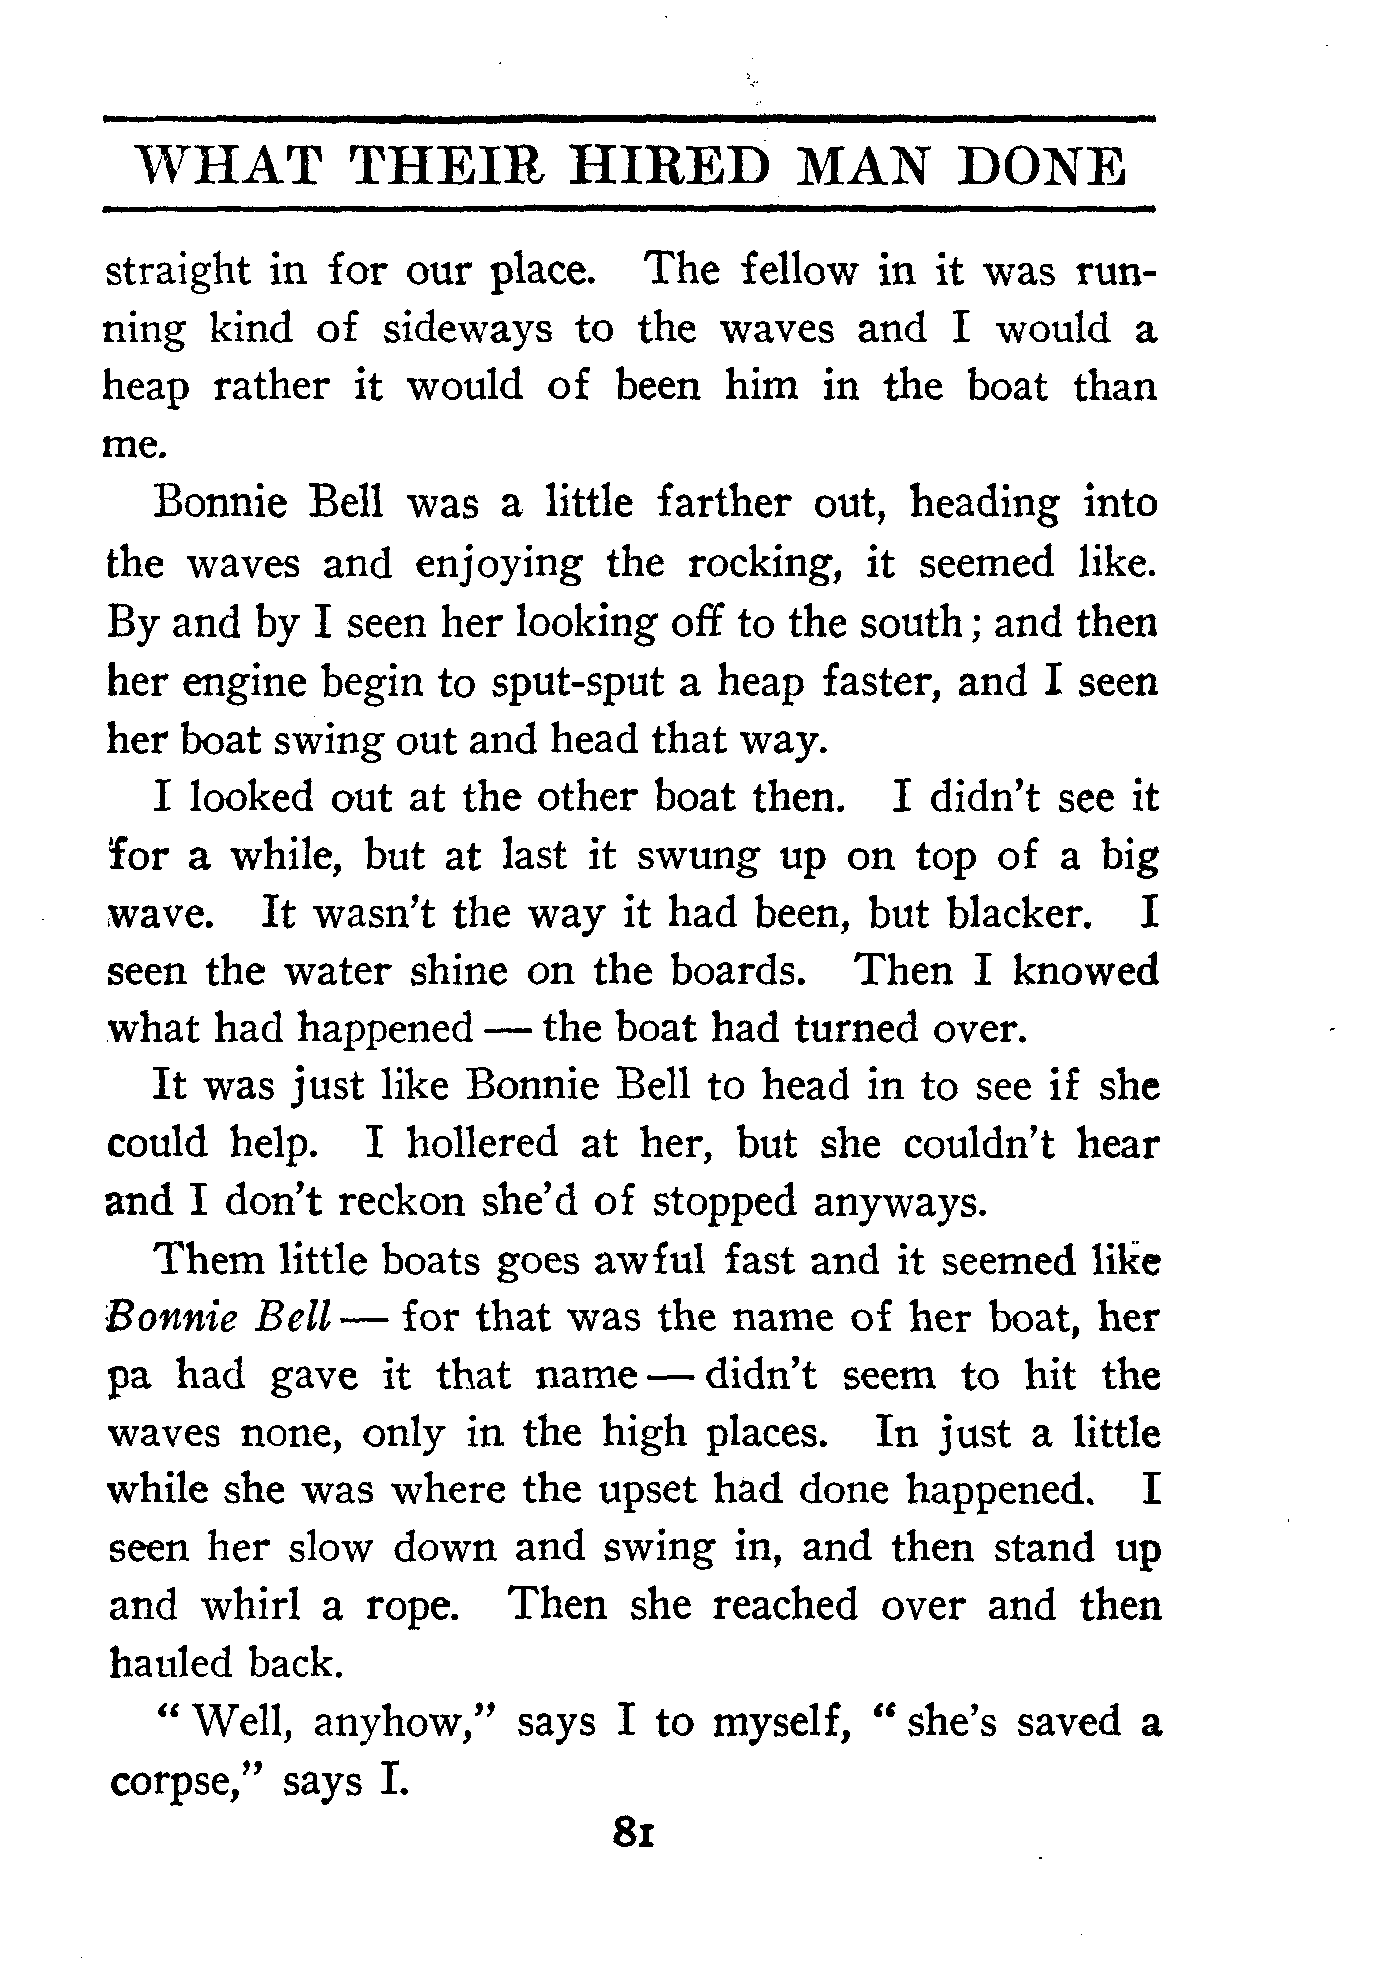 WHAT THEIR HIRED MAN DONE
straight in for our place. The fellow in it was run-
ning kind of sideways to the waves and I would a
heap rather it would of been him in the boat than
me.
Bonnie Bell was a little farther out, heading into
the waves and enjoying the rocking, it seemed like.
By and by I seen her looking off to the south; and then
her engine begin to sput-sput a heap faster, and I seen
her boat swing out and head that way.
I looked out at the other boat then. I didn't see it
for a while, but at last it swung up on top of a big
wave. It wasn't the way it had been, but blacker. I
seen the water shine on the boards. Then I knowed
what had happened — the boat had turned over.
It was just like Bonnie Bell to head in to see if she
could help. I hollered at her, but she couldn't hear
and I don't reckon she'd of stopped anyways.
Them little boats goes awful fast and it seemed like
Bonnie Bell — for that was the name of her boat, her
pa had gave it that name — didn't seem to hit the
waves none, only in the high places. In just a little
while she was where the upset had done happened. I
seen her slow down and swing in, and then stand up
and whirl a rope. Then she reached over and then
hauled back.
“ Well, anyhow,” says I to myself, “ she's saved a
corpse,” says I.
81